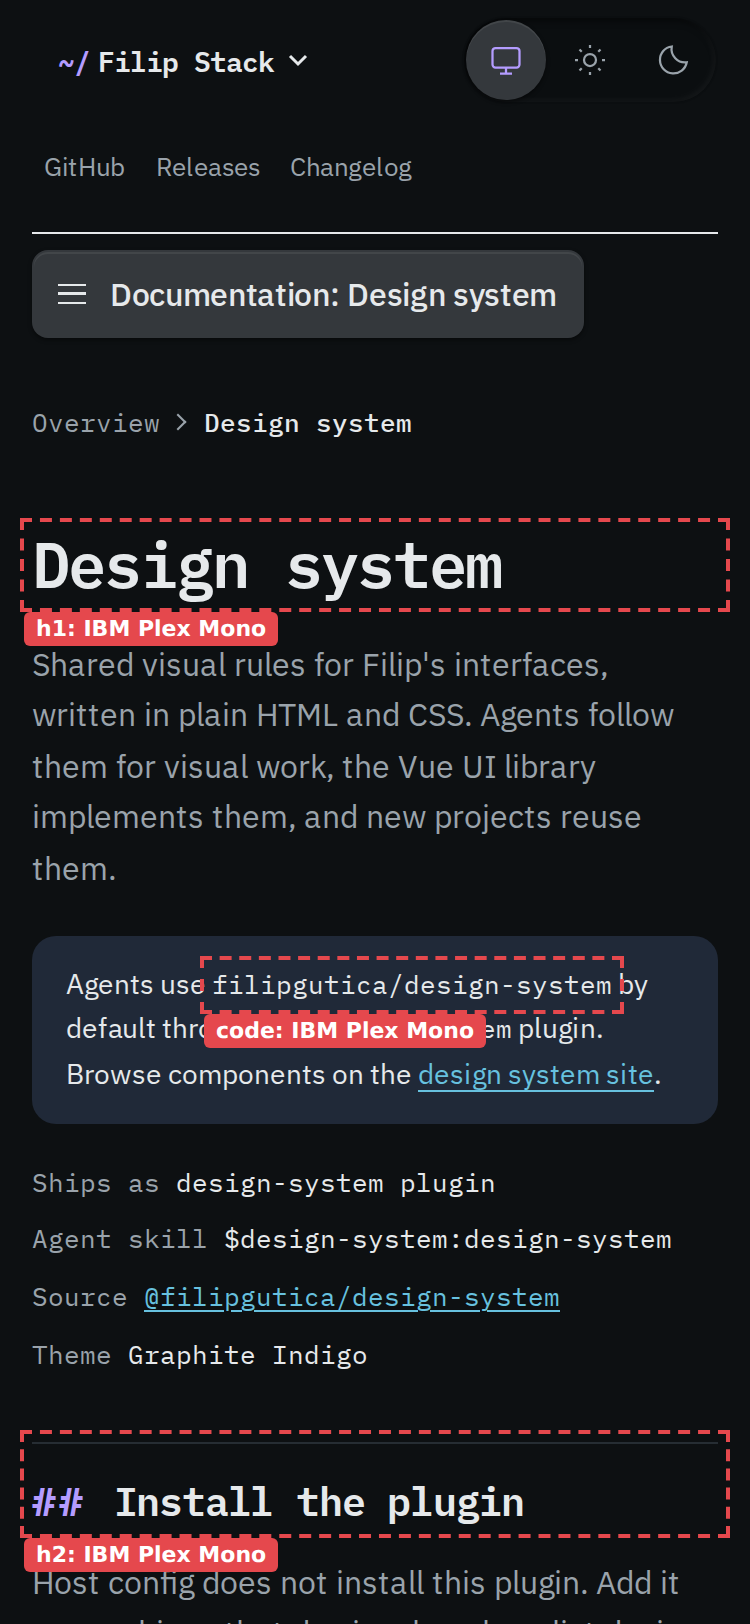 ~/ Filip Stack
GitHub Releases Changelog
Documentation: Design system
Overview > Design system
Design system
h1: IBM Plex Mono
Shared visual rules for Filip's interfaces,
written in plain HTML and CSS. Agents follow
them for visual work, the Vue UI library
implements them, and new projects reuse
them.
Agents use filipgutica/design-system by
code: IBM Plex Mono
default plugin.
Browse components on the design system site.
Ships as design-system plugin
Agent skill $design-system:design-system
Source @filipgutica/design-system
Theme Graphite Indigo
## Install the plugin
h2: IBM Plex Mono
Host config does not install this plugin. Add it